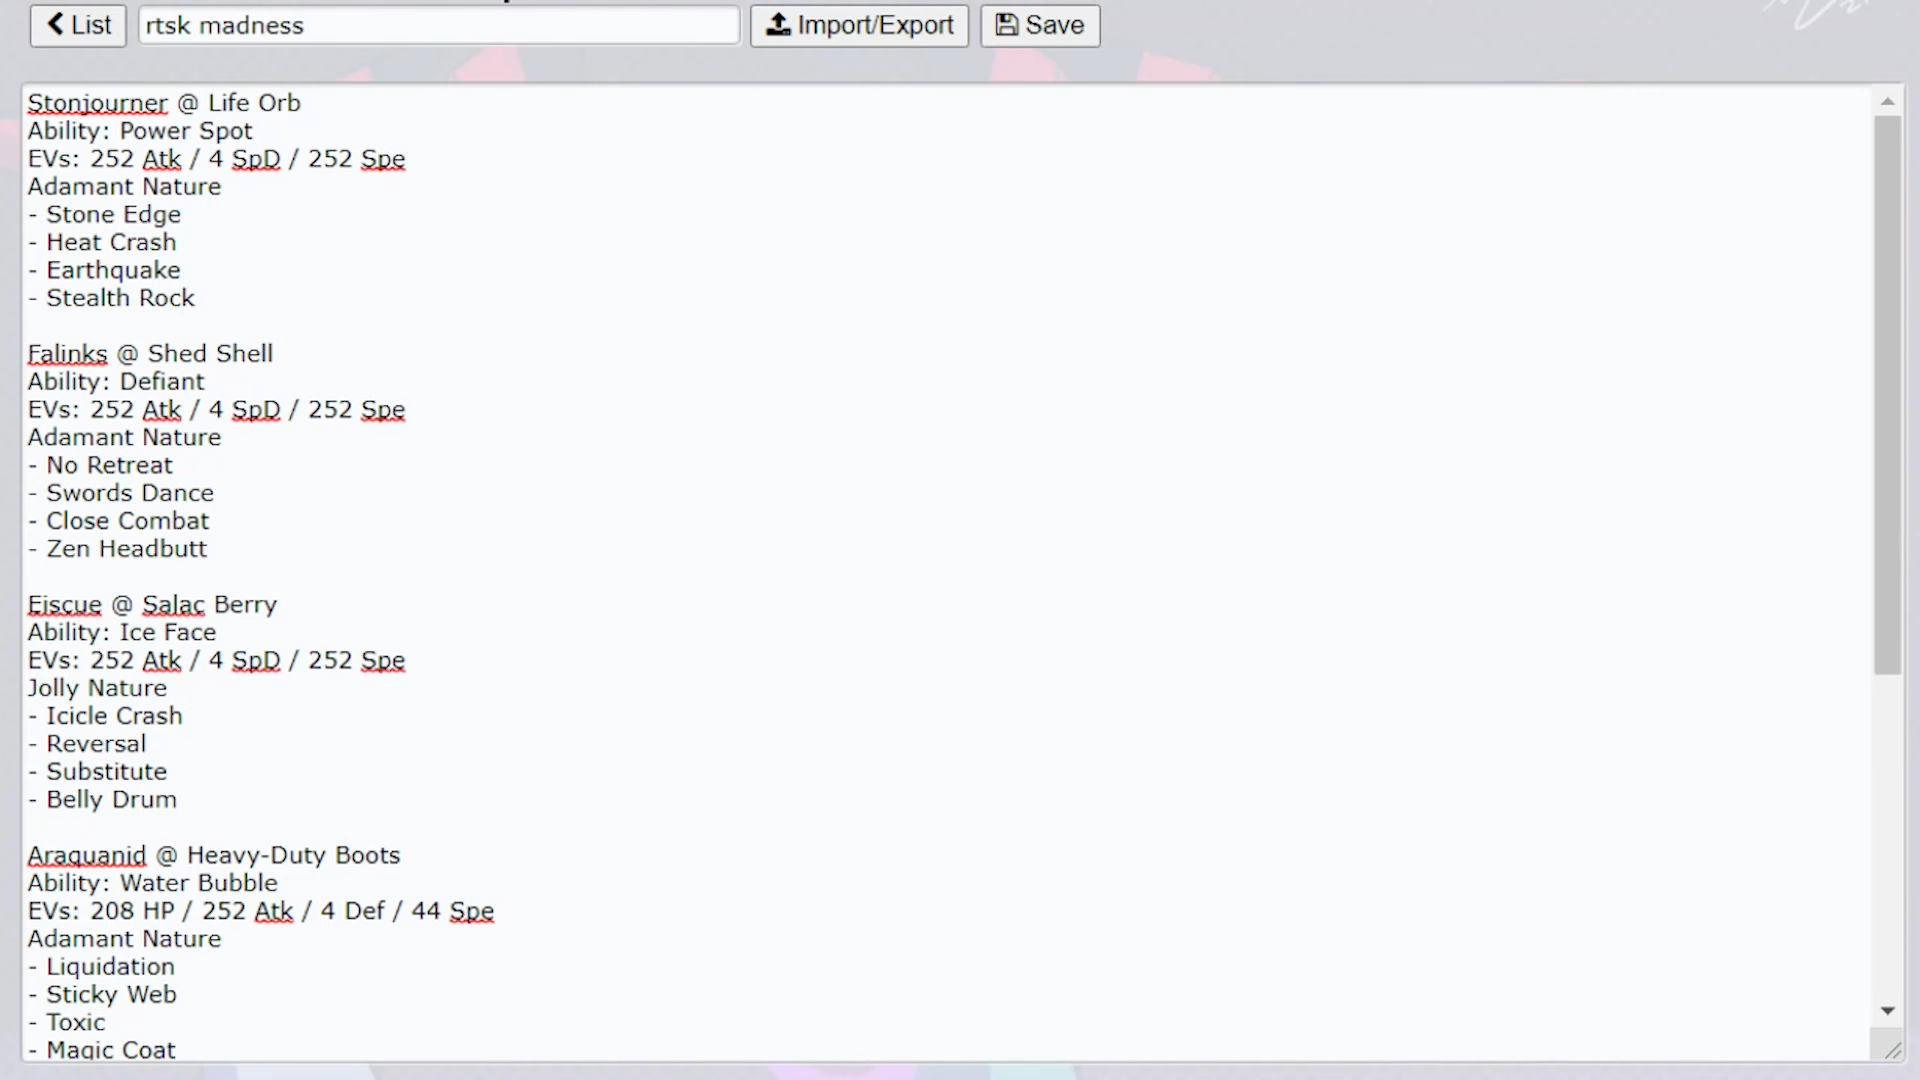 List
rtsk madness
Import/Export
Save
Stonjourner @ Life Orb
Ability: Power Spot
EVs: 252 Atk / 4 SpD / 252 Spe
Adamant Nature
- Stone Edge
- Heat Crash
- Earthquake
- Stealth Rock
Falinks @ Shed Shell
Ability: Defiant
EVs: 252 Atk / 4 SpD / 252 Spe
Adamant Nature
- No Retreat
- Swords Dance
- Close Combat
- Zen Headbutt
Eiscue @ Salac Berry
Ability: Ice Face
EVs: 252 Atk / 4 SpD / 252 Spe
Jolly Nature
- Icicle Crash
- Reversal
- Substitute
- Belly Drum
Araquanid @ Heavy-Duty Boots
Ability: Water Bubble
EVs: 208 HP / 252 Atk / 4 Def / 44 Spe
Adamant Nature
- Liquidation
- Sticky Web
- Toxic
- Magic Coat